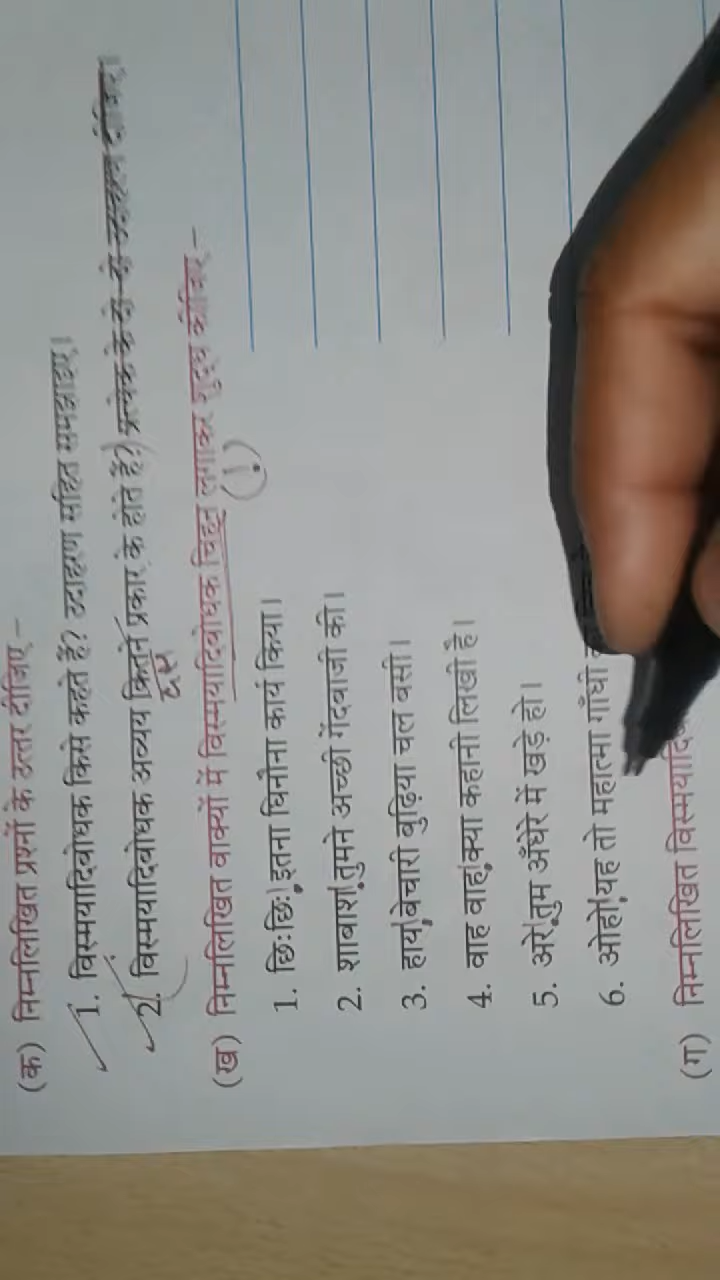 (क) निम्नलिखित प्रश्नों के उत्तर दीजिए –
1. विस्मयादिबोधक किसे कहते हैं? उदाहरण सहित समझाइए।
2. विस्मयादिबोधक अव्यय कितने प्रकार के होते हैं? प्रत्येक के दो-दो उदाहरण दीजिए।
दस
(ख) निम्नलिखित वाक्यों में विस्मयादिबोधक चिह्न लगाकर शुद्ध कीजिए:–
(!)
1. छिः छिः! इतना घिनौना कार्य किया।
2. शाबाश! तुमने अच्छी गेंदबाजी की।
3. हाय! बेचारी बुढ़िया चल बसी।
4. वाह वाह! क्या कहानी लिखी है।
5. अरे! तुम अँधेरे में खड़े हो।
6. ओहो! यह तो महात्मा गाँधी
(ग) निम्नलिखित